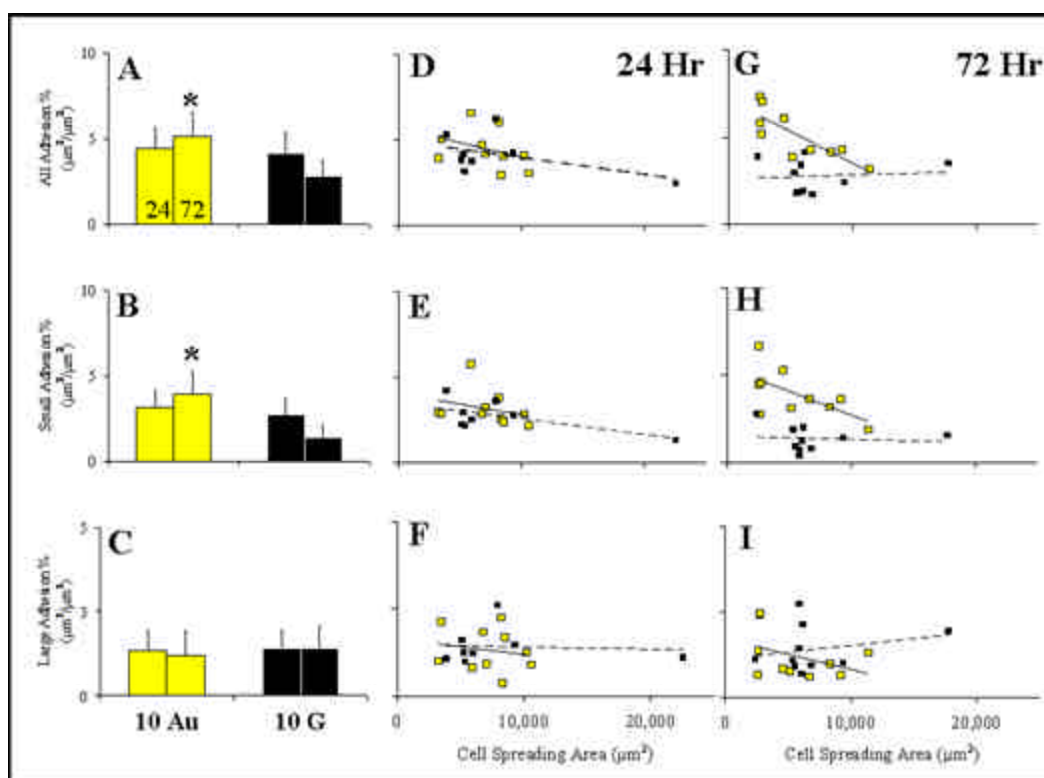 A
10
5
0
All Adhesion %
(µm²/µm²)
*
24 72
D
24 Hr
G
72 Hr
B
10
5
0
Small Adhesion %
(µm²/µm²)
*
E
H
C
5
3
0
Large Adhesion %
(µm²/µm²)
10 Au
10 G
F
0
10,000
20,000
Cell Spreading Area (µm²)
I
0
10,000
20,000
Cell Spreading Area (µm²)